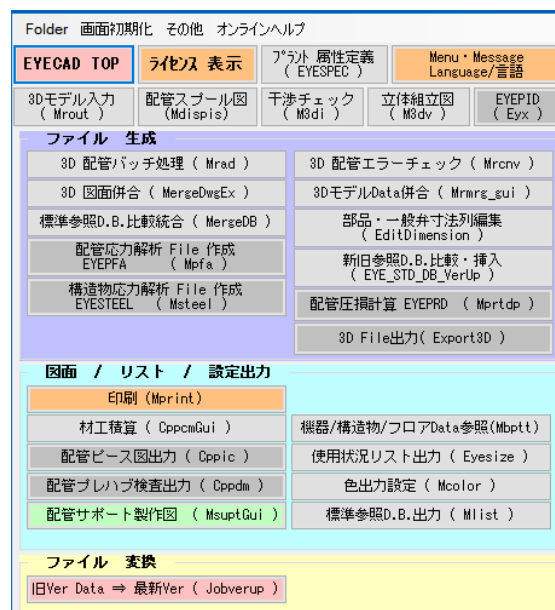 Folder 画面初期化 その他 オンラインヘルプ
EYECAD TOP
ライセンス 表示
プラント 属性定義
( EYESPEC )
Menu・Message
Language/言語
3Dモデル入力
( Mrout )
配管スプール図
(Mdispis)
干渉チェック
( M3di )
立体組立図
( M3dv )
EYEPID
( Eyx )
ファイル 生成
3D 配管バッチ処理 ( Mrad )
3D 配管エラーチェック ( Mrcnv )
3D 図面併合 ( MergeDwgEx )
3DモデルData併合 ( Mrmrg_gui )
標準参照D.B.比較統合 ( MergeDB )
部品・一般弁寸法列編集
( EditDimension )
配管応力解析 File 作成
EYEPFA ( Mpfa )
新旧参照D.B.比較・挿入
( EYE_STD_DB_VerUp )
構造物応力解析 File 作成
EYESTEEL ( Msteel )
配管圧損計算 EYEPRD ( Mprtdp )
3D File出力( Export3D )
図面 / リスト / 設定出力
印刷 (Mprint)
材工積算 ( CppcmGui )
機器/構造物/フロアData参照(Mbptt)
配管ピース図出力 ( Cppic )
使用状況リスト出力 ( Eyesize )
配管プレハブ検査出力 ( Cppdm )
色出力設定 ( Mcolor )
配管サポート製作図 ( MsuptGui )
標準参照D.B.出力 ( Mlist )
ファイル 変換
旧Ver Data ⇒ 最新Ver ( Jobverup )